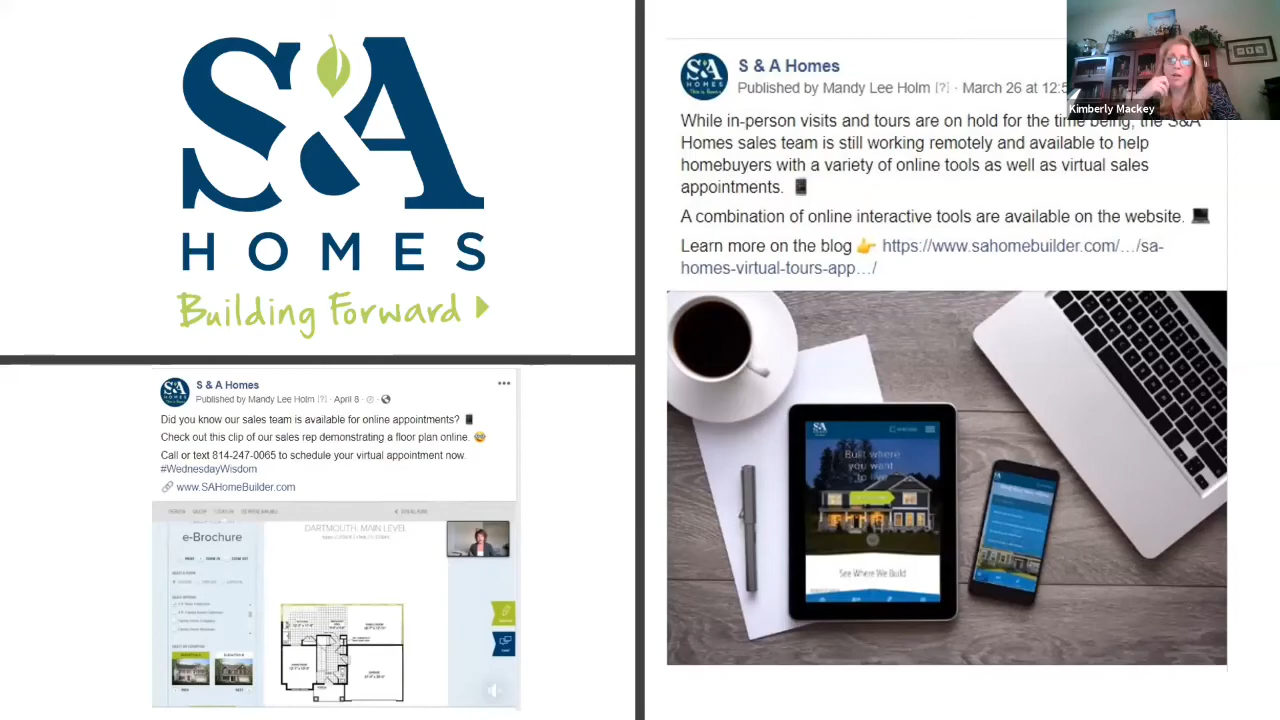 S&A
HOMES
Building Forward
S & A Homes
Published by Mandy Lee Holm [?] · April 8 ·
Did you know our sales team is available for online appointments?
Check out this clip of our sales rep demonstrating a floor plan online.
Call or text 814-247-0065 to schedule your virtual appointment now.
#WednesdayWisdom
www.SAHomeBuilder.com
e-Brochure
DARTMOUTH: MAIN LEVEL
S & A Homes
Published by Mandy Lee Holm [?] · March 26 at 12:5
Kimberly Mackey
While in-person visits and tours are on hold for the time being, the S&A
Homes sales team is still working remotely and available to help
homebuyers with a variety of online tools as well as virtual sales
appointments.
A combination of online interactive tools are available on the website.
Learn more on the blog https://www.sahomebuilder.com/…/sa-
homes-virtual-tours-app…/
S&A
Built where
you want
to live
See Where We Build